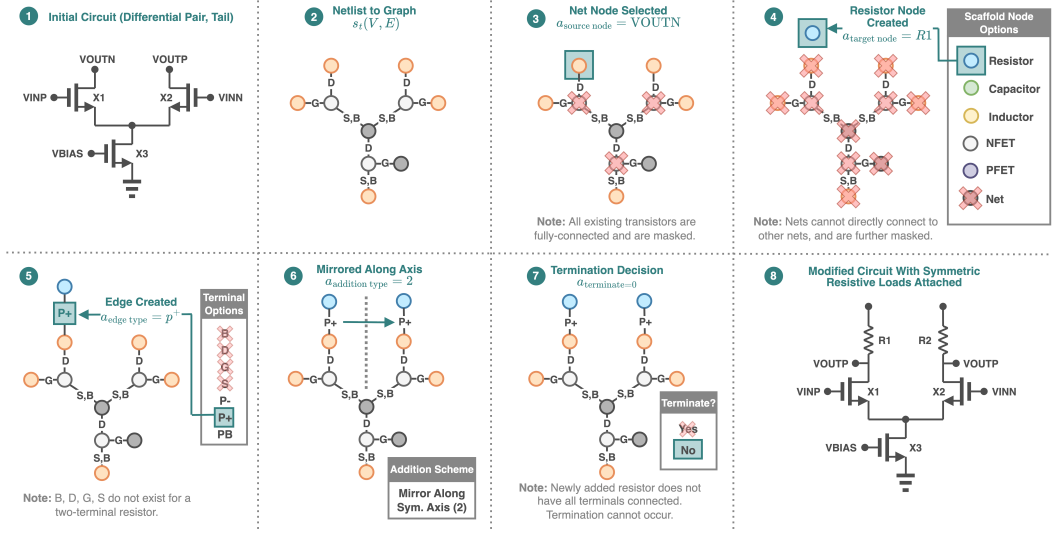 1
Initial Circuit (Differential Pair, Tail)
VOUTN
VOUTP
VINP
X1
X2
VINN
VBIAS
X3
2
Netlist to Graph
s_t(V, E)
D
D
G
G
S,B
S,B
D
G
S,B
3
Net Node Selected
a_source node = VOUTN
D
D
G
G
S,B
S,B
D
G
S,B
Note: All existing transistors are
fully-connected and are masked.
4
Resistor Node
Created
a_target node = R1
D
D
G
G
S,B
S,B
D
G
S,B
Note: Nets cannot directly connect to
other nets, and are further masked.
Scaffold Node
Options
Resistor
Capacitor
Inductor
NFET
PFET
Net
5
P+
Edge Created
a_edge type = p+
D
D
G
G
S,B
S,B
D
G
S,B
Terminal
Options
B
D
G
S
P-
P+
PB
Note: B, D, G, S do not exist for a
two-terminal resistor.
6
Mirrored Along Axis
a_addition type = 2
P+
P+
D
D
G
G
S,B
S,B
D
G
S,B
Addition Scheme
Mirror Along
Sym. Axis (2)
7
Termination Decision
a_terminate=0
P+
P+
D
D
G
G
S,B
S,B
D
G
S,B
Terminate?
Yes
No
Note: Newly added resistor does not
have all terminals connected.
Termination cannot occur.
8
Modified Circuit With Symmetric
Resistive Loads Attached
R1
R2
VOUTP
VOUTP
VINP
X1
X2
VINN
VBIAS
X3